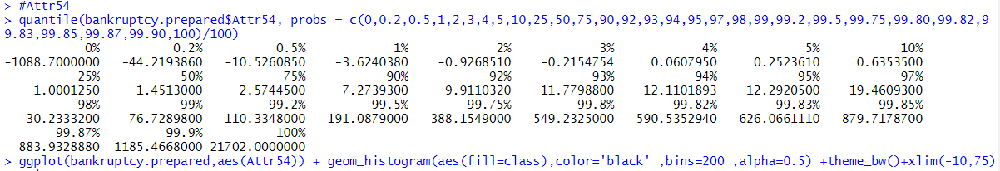 > #Attr54
> quantile(bankruptcy.prepared$Attr54, probs = c(0,0.2,0.5,1,2,3,4,5,10,25,50,75,90,92,93,94,95,97,98,99,99.2,99.5,99.75,99.80,99.82,9
9.83,99.85,99.87,99.90,100)/100)
0% 0.2% 0.5% 1% 2% 3% 4% 5% 10%
-1088.7000000 -44.2193860 -10.5260850 -3.6240380 -0.9268510 -0.2154754 0.0607950 0.2523610 0.6353500
25% 50% 75% 90% 92% 93% 94% 95% 97%
1.0001250 1.4513000 2.5744500 7.2739300 9.9110320 11.7798800 12.1101893 12.2920500 19.4609300
98% 99% 99.2% 99.5% 99.75% 99.8% 99.82% 99.83% 99.85%
30.2333200 76.7289800 110.3348000 191.0879000 388.1549000 549.2325000 590.5352940 626.0661110 879.7178700
99.87% 99.9% 100%
883.9328880 1185.4668000 21702.0000000
> ggplot(bankruptcy.prepared,aes(Attr54)) + geom_histogram(aes(fill=class),color='black' ,bins=200 ,alpha=0.5) +theme_bw()+xlim(-10,75)